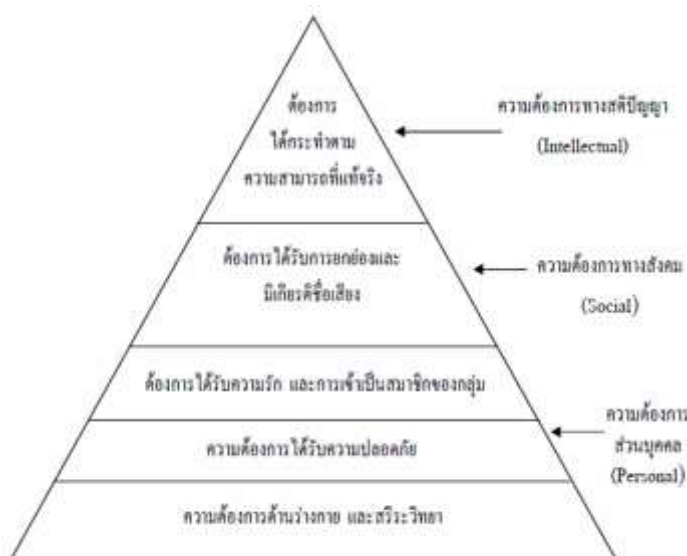 ต้องการ
ได้กระทำตาม
ความสามารถที่แท้จริง
ความต้องการทางสติปัญญา
(Intellectual)
ต้องการได้รับการยกย่องและ
มีเกียรติชื่อเสียง
ความต้องการทางสังคม
(Social)
ต้องการได้รับความรัก และการเข้าเป็นสมาชิกของกลุ่ม
ความต้องการ
ส่วนบุคคล
(Personal)
ความต้องการได้รับความปลอดภัย
ความต้องการด้านร่างกาย และสรีระวิทยา